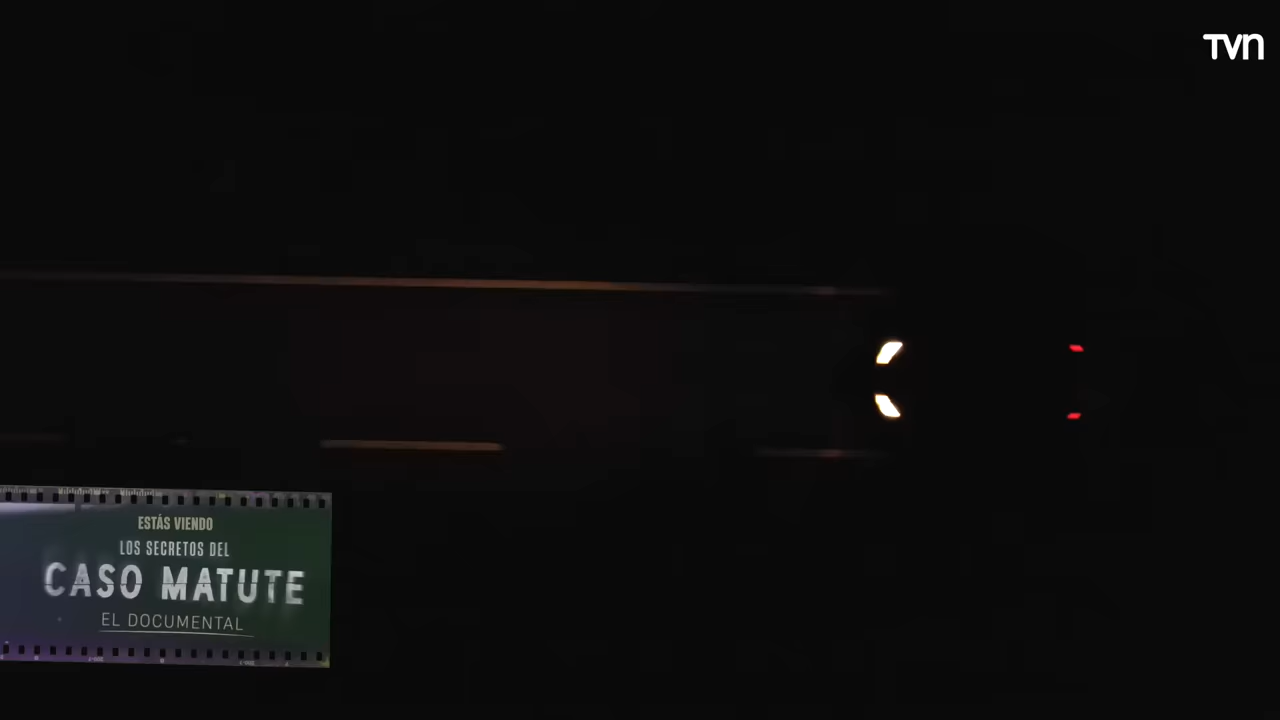 TVN
ESTÁS VIENDO
LOS SECRETOS DEL
CASO MATUTE
EL DOCUMENTAL